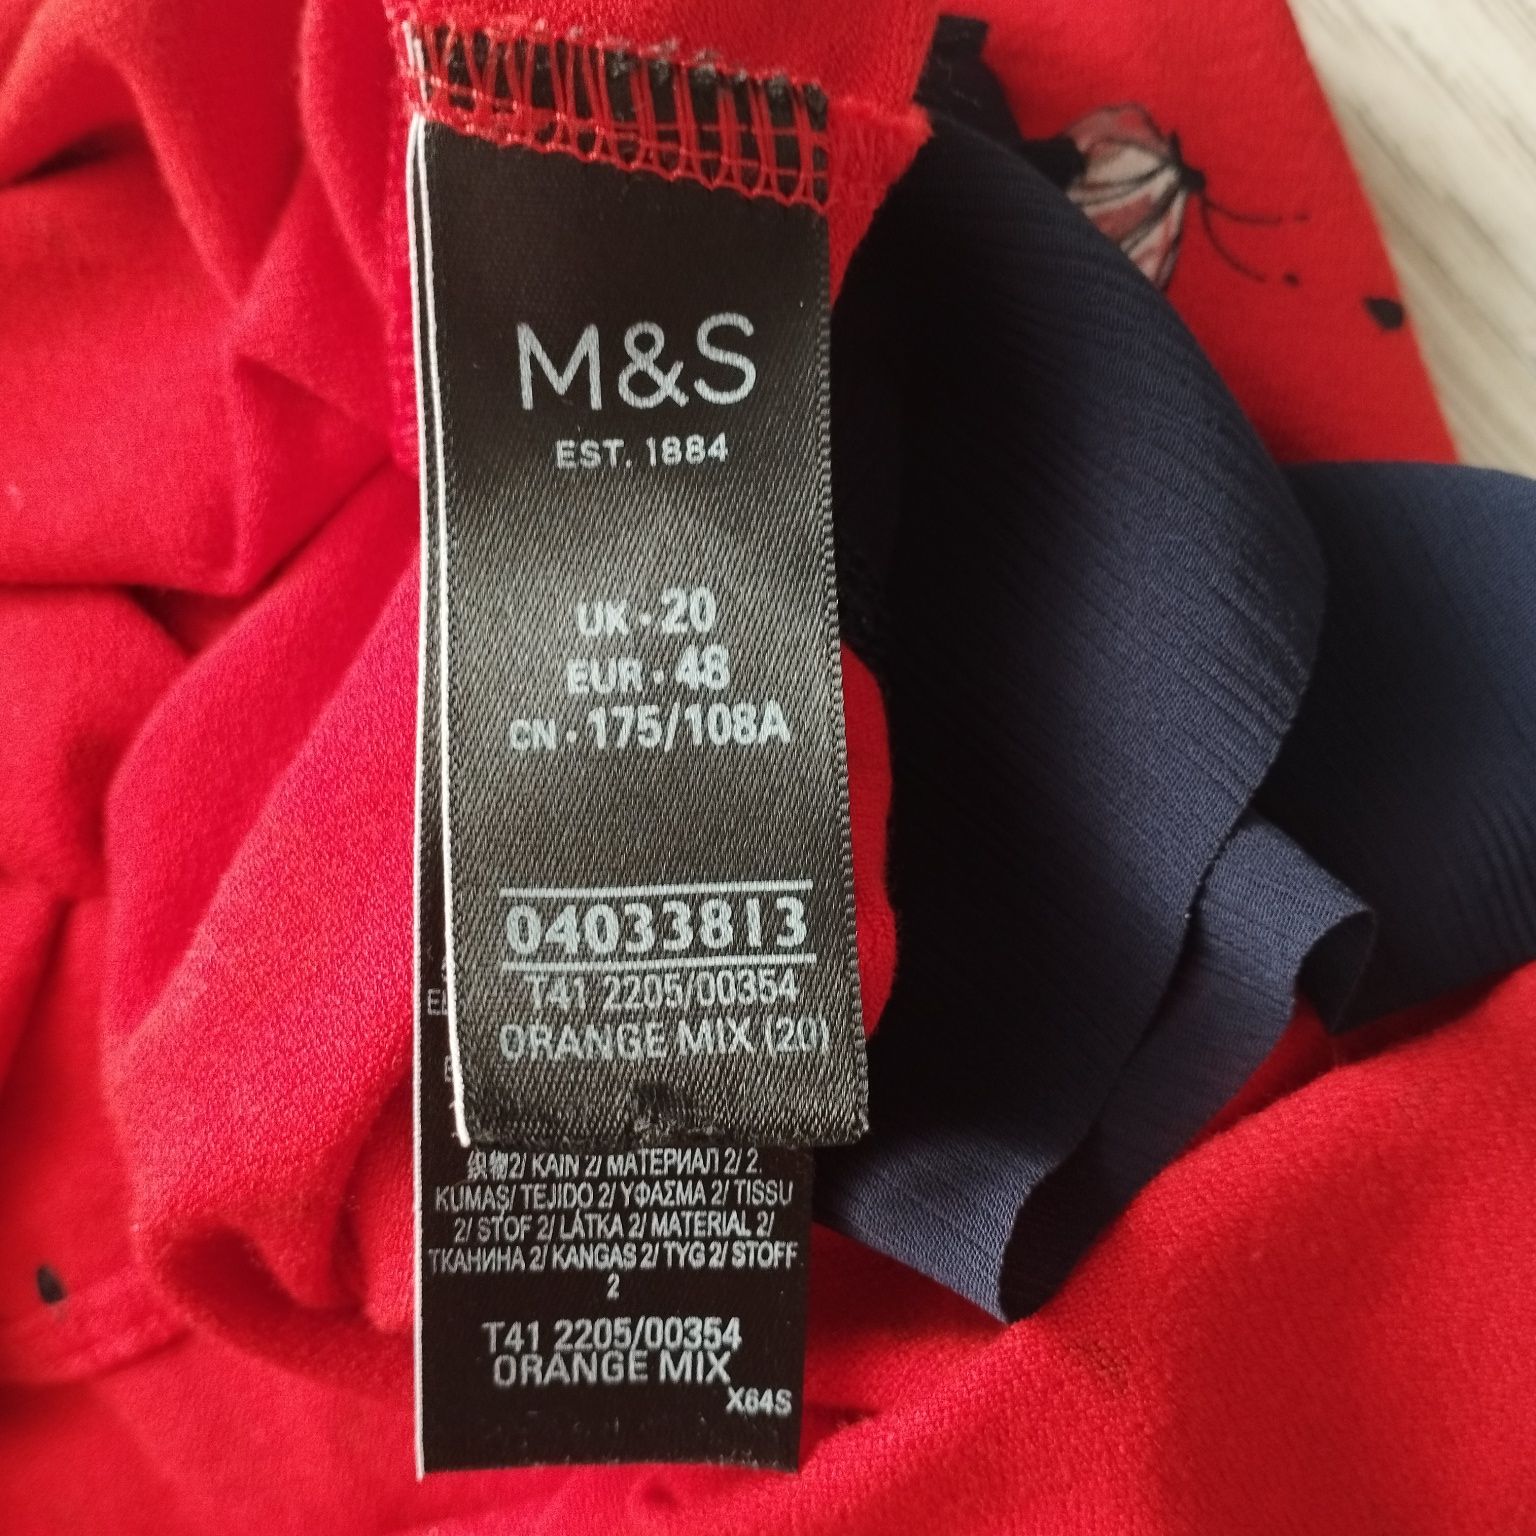 M&S
EST. 1884
UK · 20
EUR · 48
CN · 175/108A
04033813
T41 2205/00354
ORANGE MIX (20)
织物2/ KAIN 2/ МАТЕРИАЛ 2/ 2.
KUMAŞ/ TEJIDO 2/ ΥΦΑΣΜΑ 2/ TISSU
2/ STOF 2/ LÁTKA 2/ MATERIAL 2/
ТКАНИНА 2/ KANGAS 2/ TYG 2/ STOFF
2
T41 2205/00354
ORANGE MIX
X64S